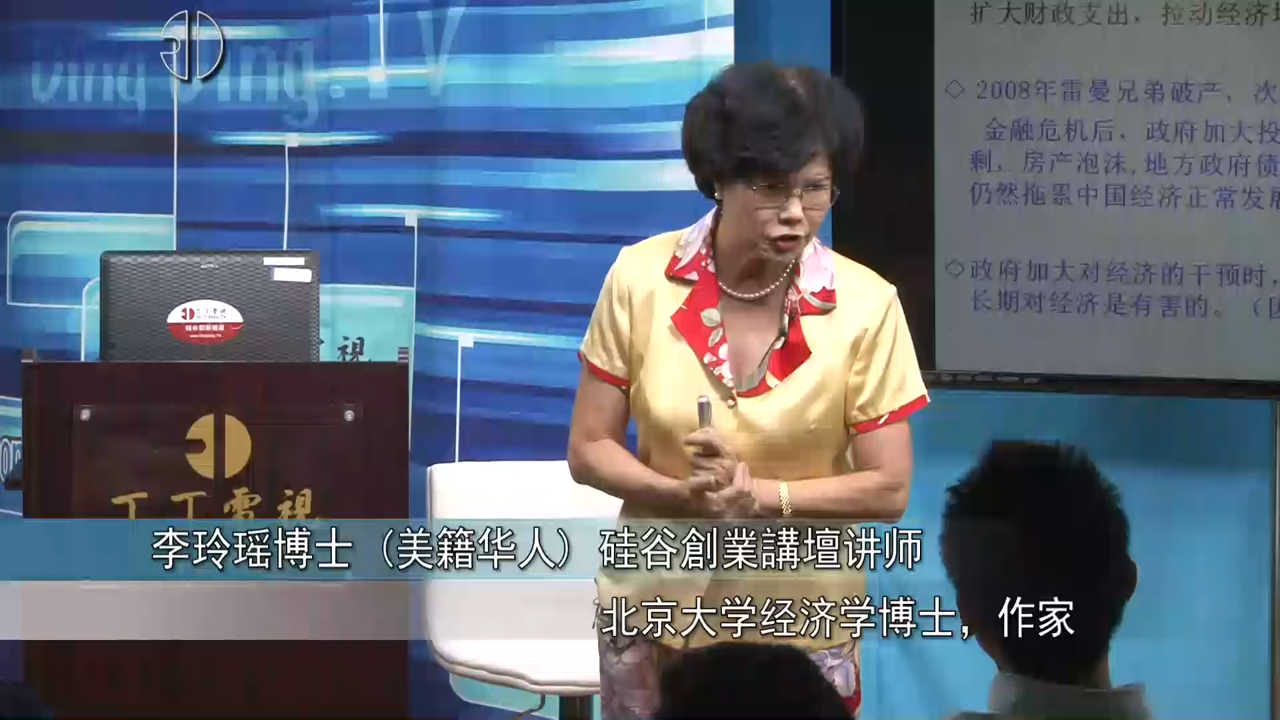 Ding Ding.TV
扩大财政支出，拉动经济
◇ 2008年雷曼兄弟破产，次
金融危机后，政府加大投
剩，房产泡沫，地方政府债
仍然拖累中国经济正常发展
◇ 政府加大对经济的干预时，
长期对经济是有害的。（
視
丁丁電視
李玲瑶博士（美籍华人）硅谷創業講壇讲师
北京大学经济学博士，作家